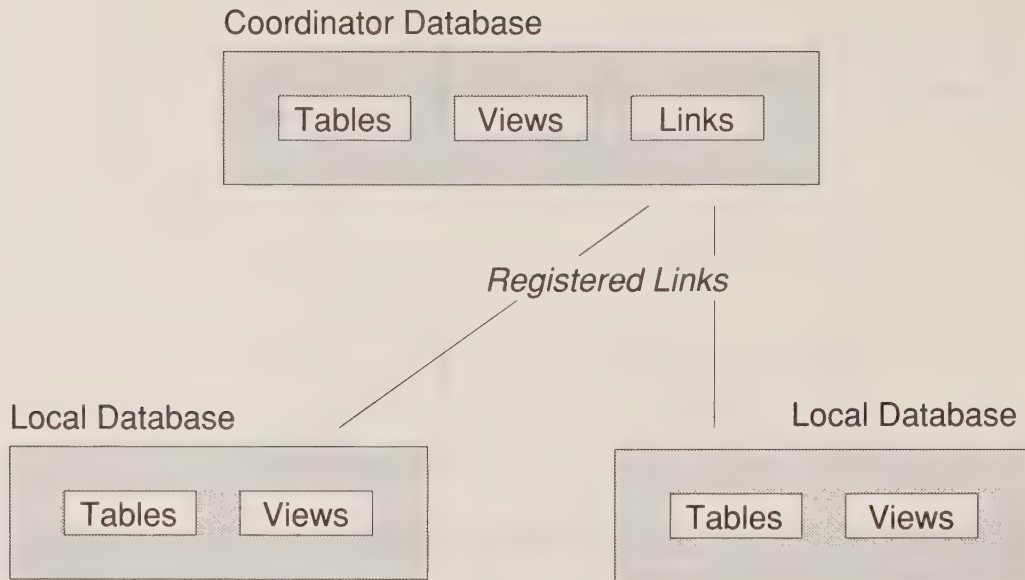 Coordinator Database
Tables Views Links
Registered Links
Local Database
Local Database
Tables Views
Tables Views